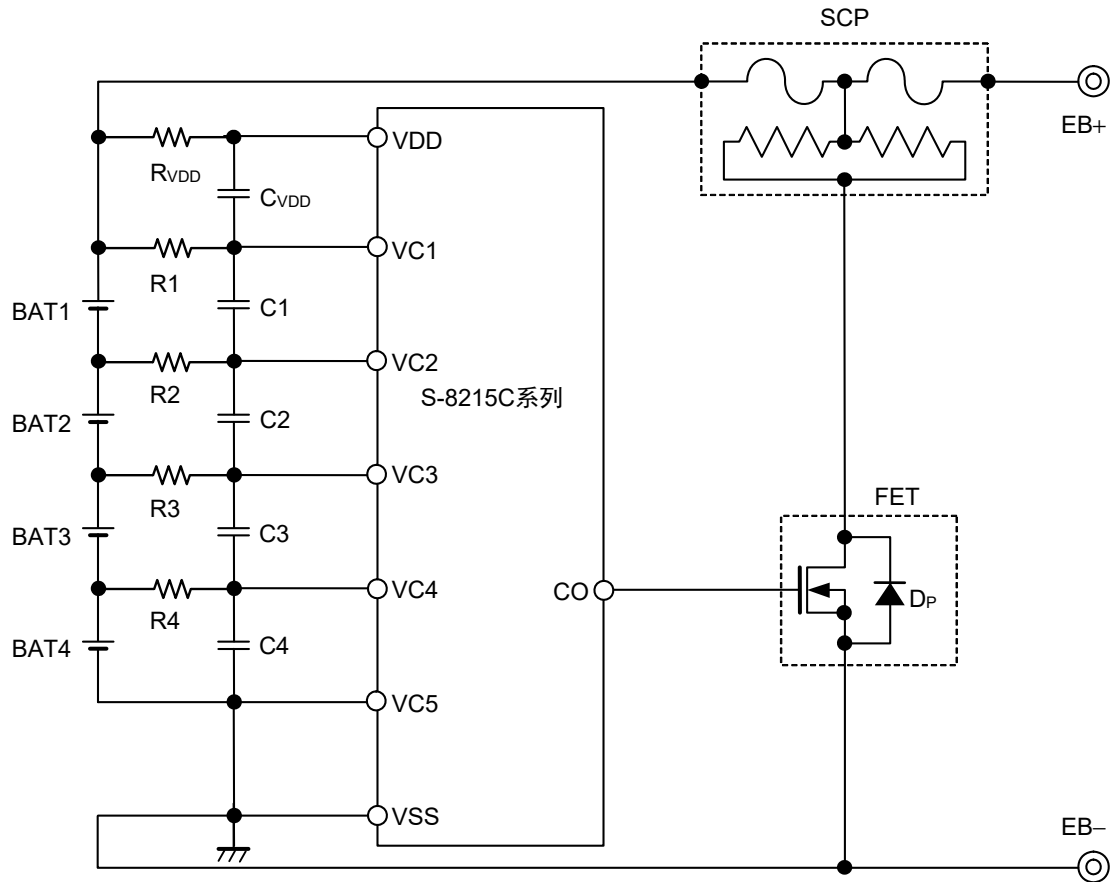 SCP
EB+
VDD
RVDD
CVDD
VC1
R1
BAT1
C1
VC2
R2
S-8215C系列
BAT2
C2
VC3
R3
FET
BAT3
C3
VC4
CO
DP
R4
BAT4
C4
VC5
VSS
EB−